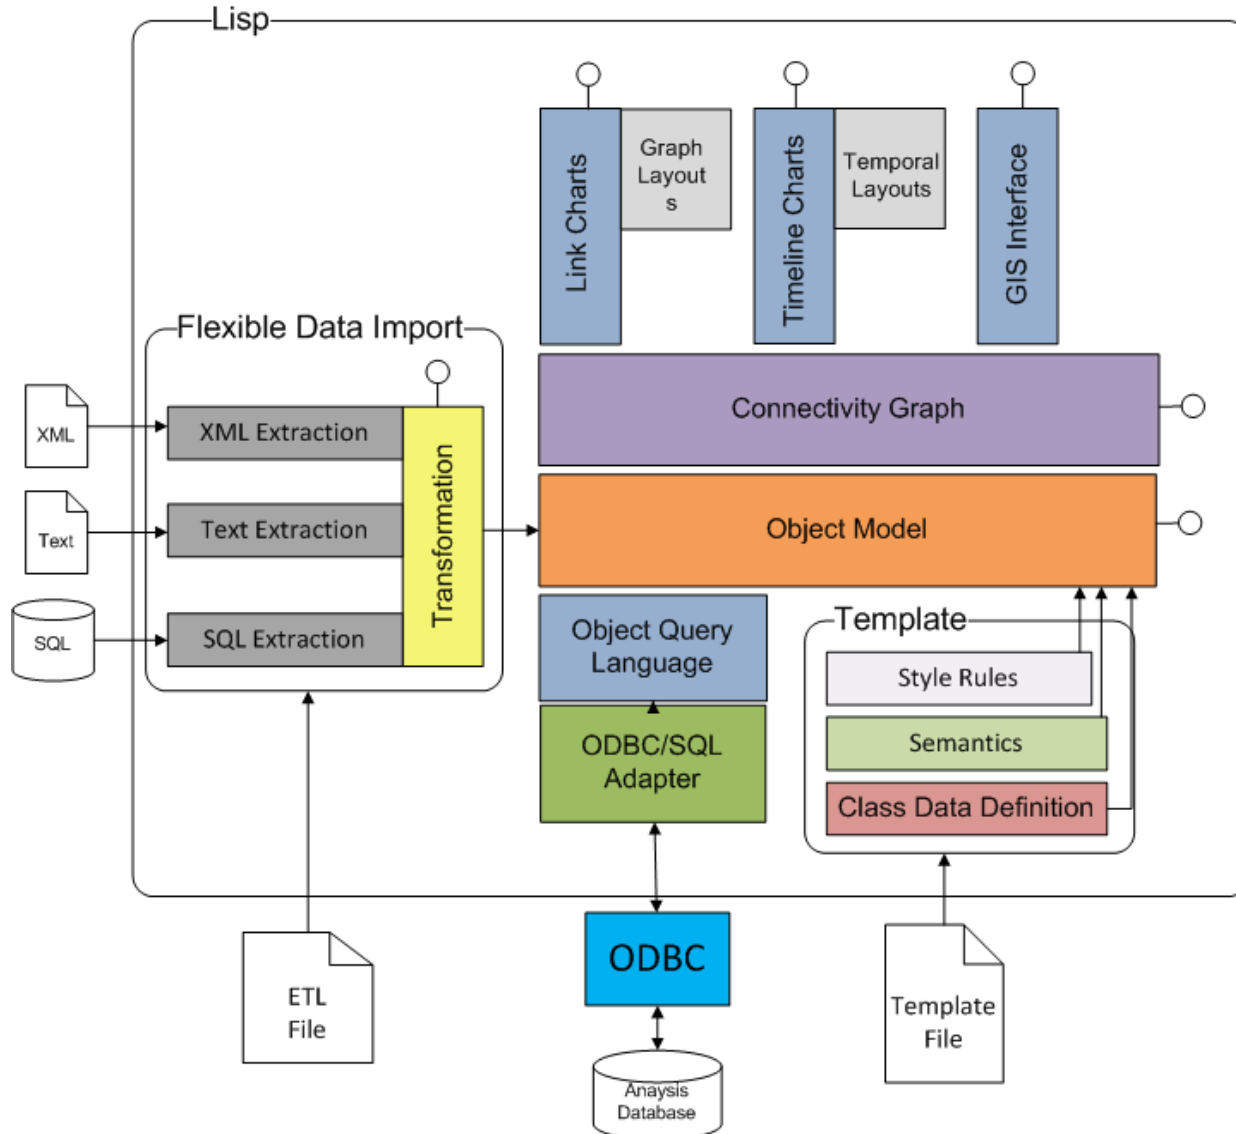 Lisp
Graph
Layout
s
Temporal
Layouts
Link Charts
Timeline Charts
GIS Interface
Flexible Data Import
Connectivity Graph
XML
XML Extraction
Transformation
Text
Text Extraction
Object Model
SQL
SQL Extraction
Object Query
Language
Template
Style Rules
ODBC/SQL
Adapter
Semantics
Class Data Definition
ETL
File
ODBC
Template
File
Anaysis
Database